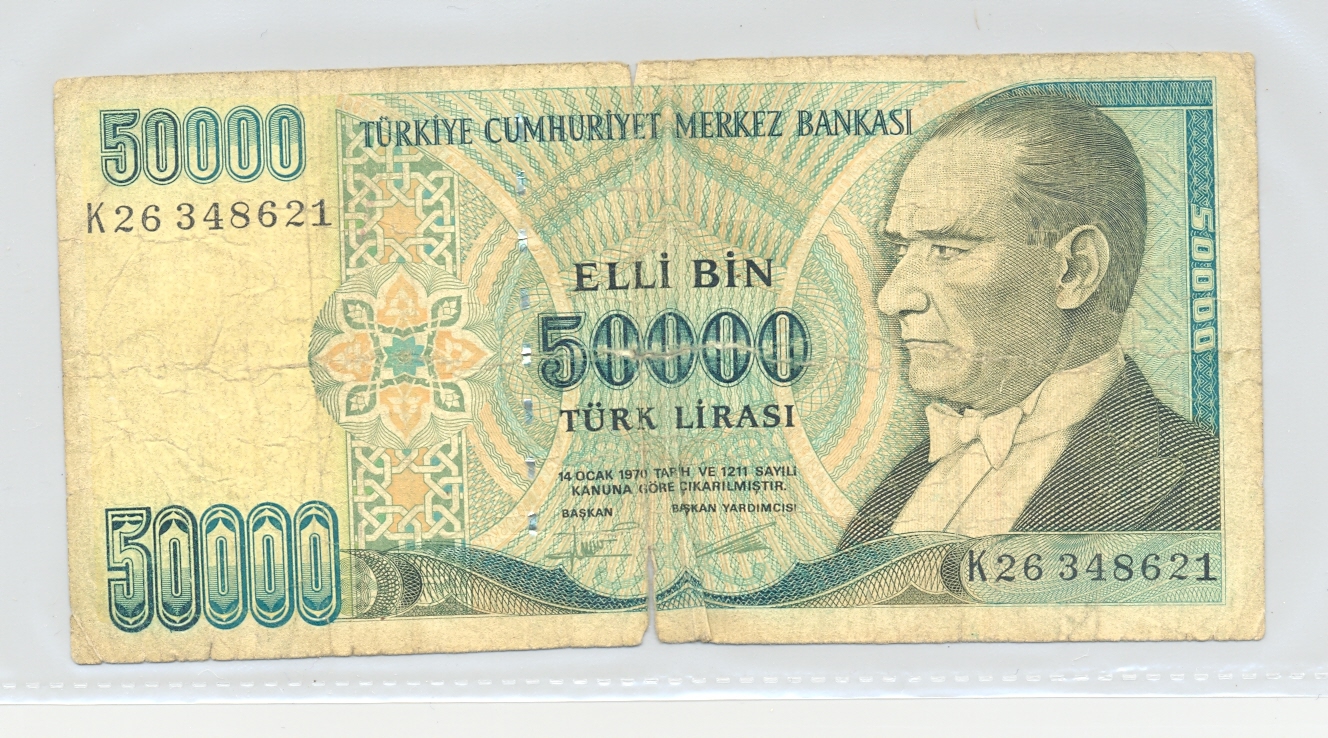 50000
TÜRKİYE CUMHURİYET MERKEZ BANKASI
K26 348621
50000
ELLİ BİN
50000
TÜRK LİRASI
14 OCAK 1970 TARİH VE 1211 SAYILI
KANUNA GÖRE ÇIKARILMIŞTIR.
BAŞKAN BAŞKAN YARDIMCISI
50000
K26 348621